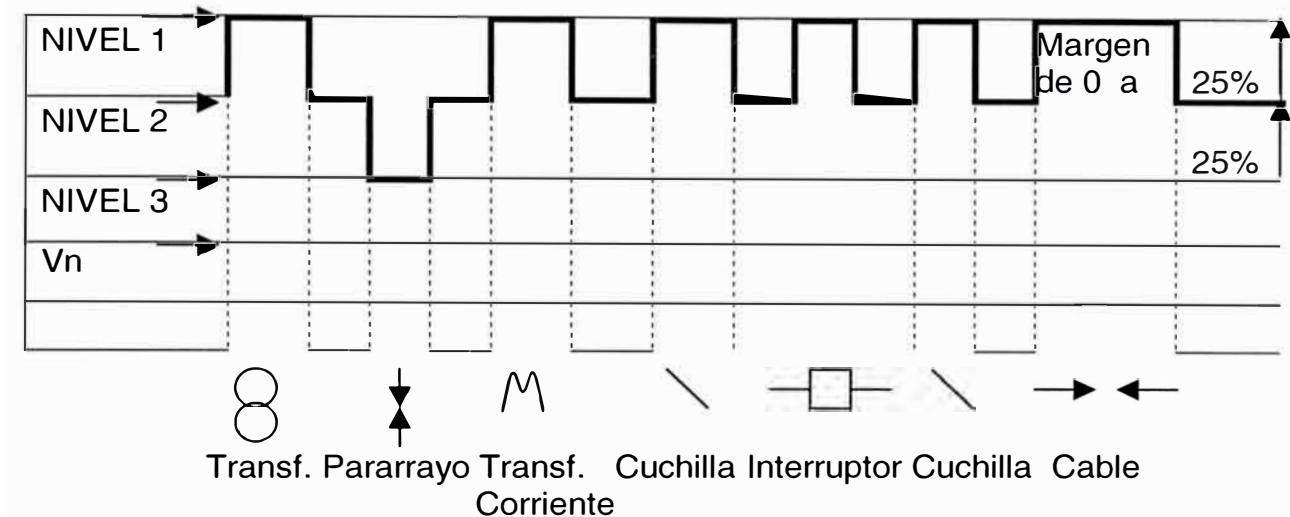 NIVEL 1
Margen
de 0 a
25%
NIVEL 2
25%
NIVEL 3
Vn
Transf. Pararrayo Transf. Cuchilla Interruptor Cuchilla Cable
Corriente